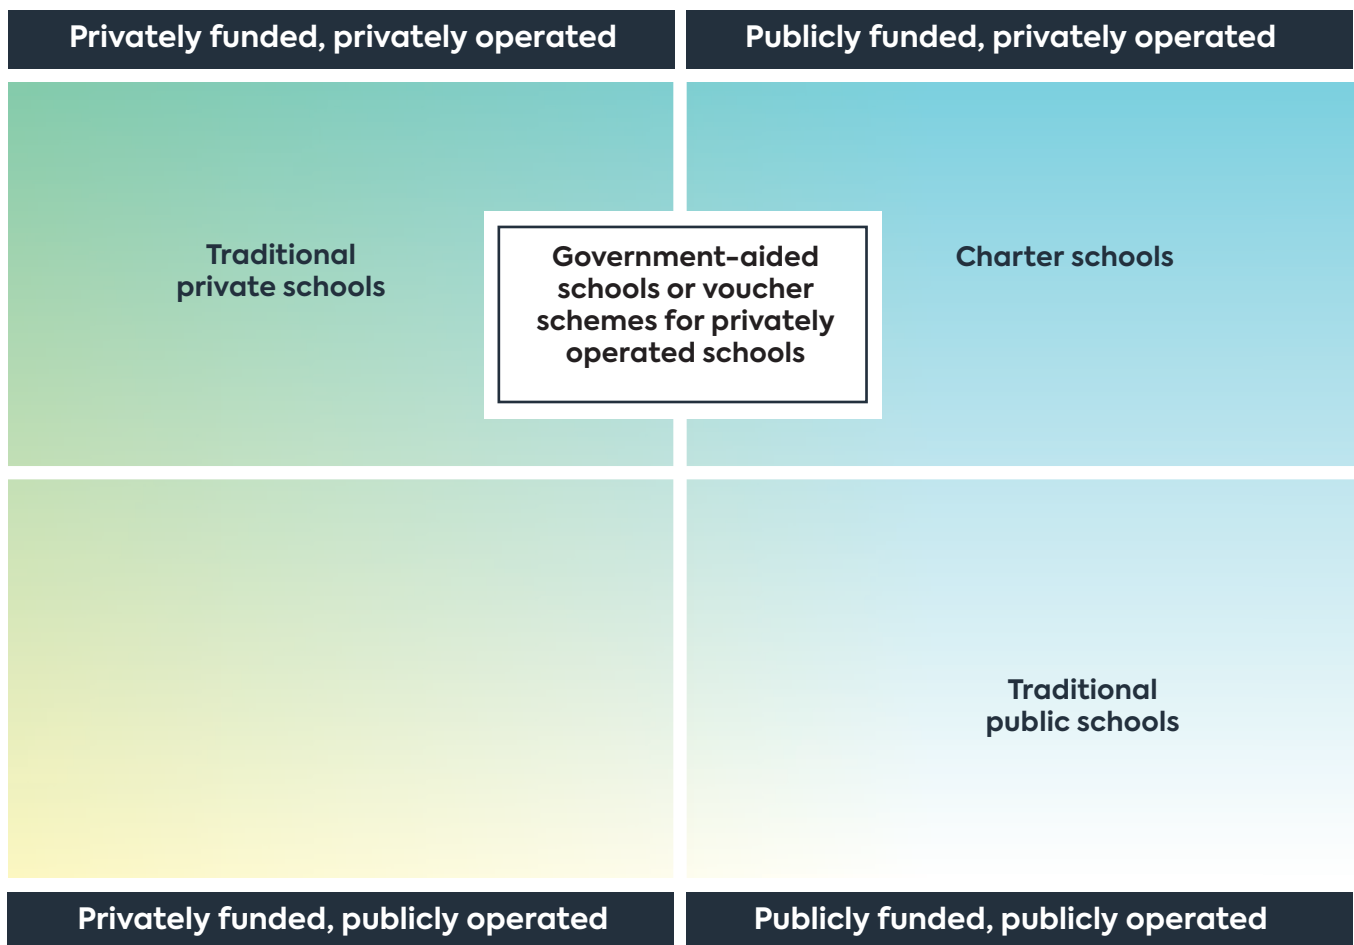 Privately funded, privately operated
Publicly funded, privately operated
Traditional
private schools
Government-aided
schools or voucher
schemes for privately
operated schools
Charter schools
Traditional
public schools
Privately funded, publicly operated
Publicly funded, publicly operated